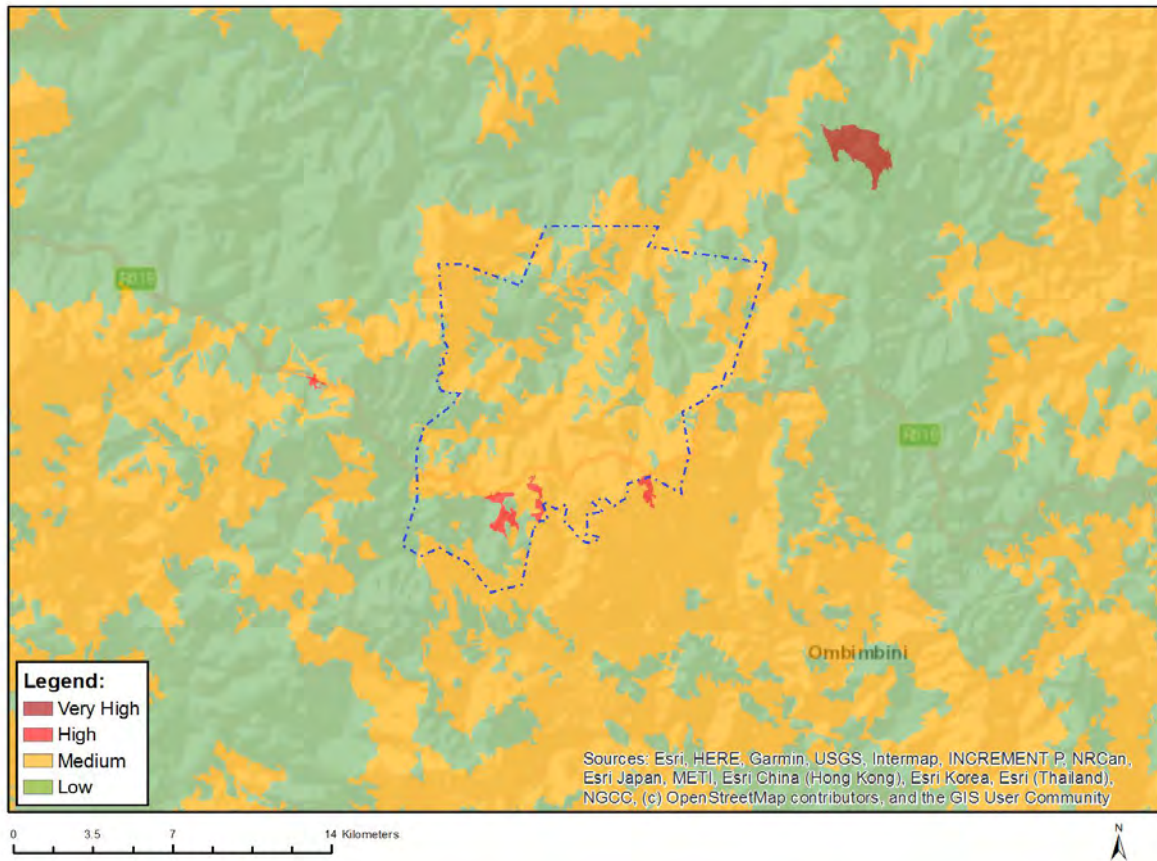 Ombimbini
Legend:
Very High
High
Medium
Low
Sources: Esri, HERE, Garmin, USGS, Intermap, INCREMENT P, NRCan,
Esri Japan, METI, Esri China (Hong Kong), Esri Korea, Esri (Thailand),
NGCC, (c) OpenStreetMap contributors, and the GIS User Community
0 3.5 7 14 Kilometers
N